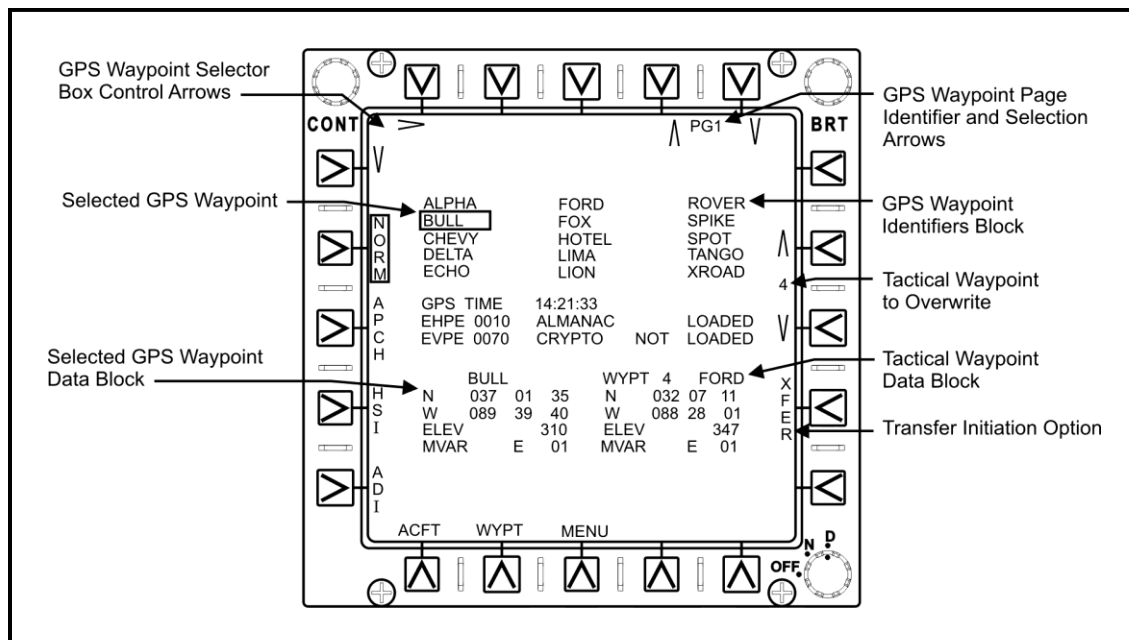 GPS Waypoint Selector
Box Control Arrows
GPS Waypoint Page
Identifier and Selection
Arrows
CONT
BRT
PG1
Selected GPS Waypoint
GPS Waypoint
Identifiers Block
ALPHA FORD ROVER
BULL FOX SPIKE
CHEVY HOTEL SPOT
DELTA LIMA TANGO
ECHO LION XROAD
NORM
4
Tactical Waypoint
to Overwrite
GPS TIME 14:21:33
EHPE 0010 ALMANAC LOADED
EVPE 0070 CRYPTO NOT LOADED
APCH
Selected GPS Waypoint
Data Block
Tactical Waypoint
Data Block
BULL WYPT 4 FORD
N 037 01 35 N 032 07 11
W 089 39 40 W 088 28 01
ELEV 310 ELEV 347
MVAR E 01 MVAR E 01
HSI
XFER
Transfer Initiation Option
ADI
ACFT WYPT MENU
OFF N D